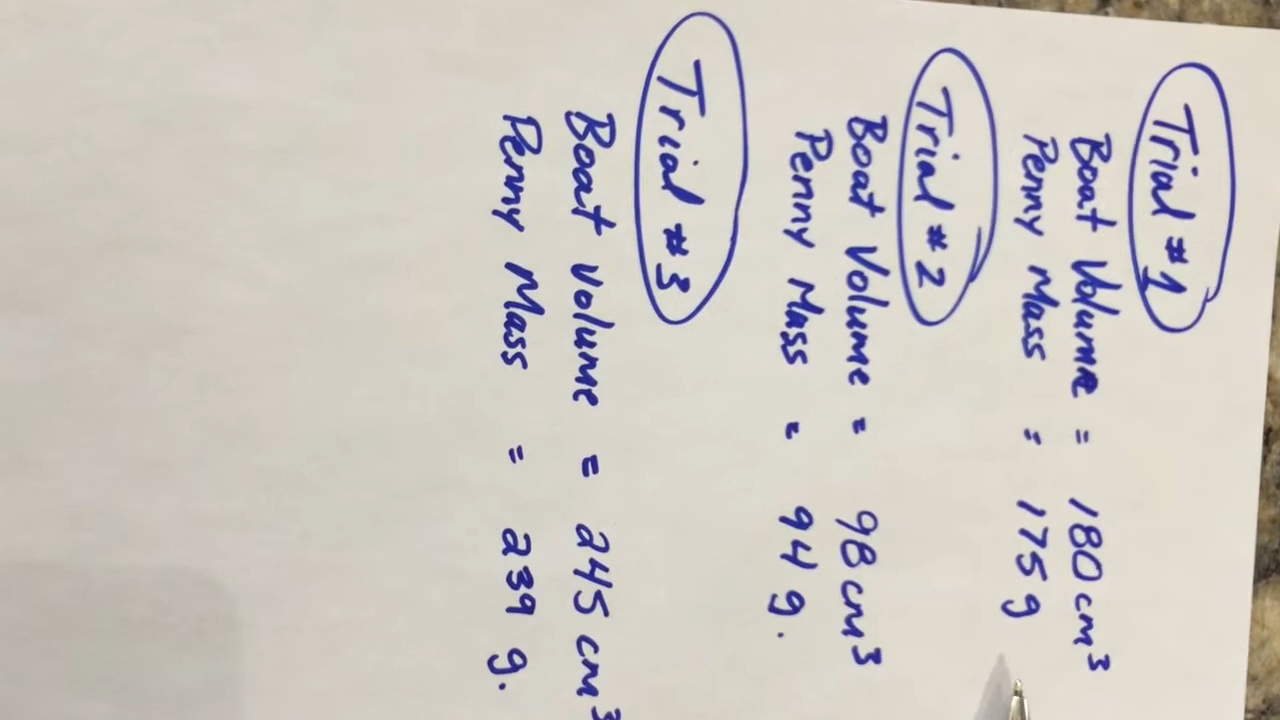 Trial #1
Boat Volume = 180 cm³
Penny Mass = 175 g
Trial #2
Boat Volume = 98 cm³
Penny Mass = 94 g.
Trial #3
Boat Volume = 245 cm³
Penny Mass = 239 g.